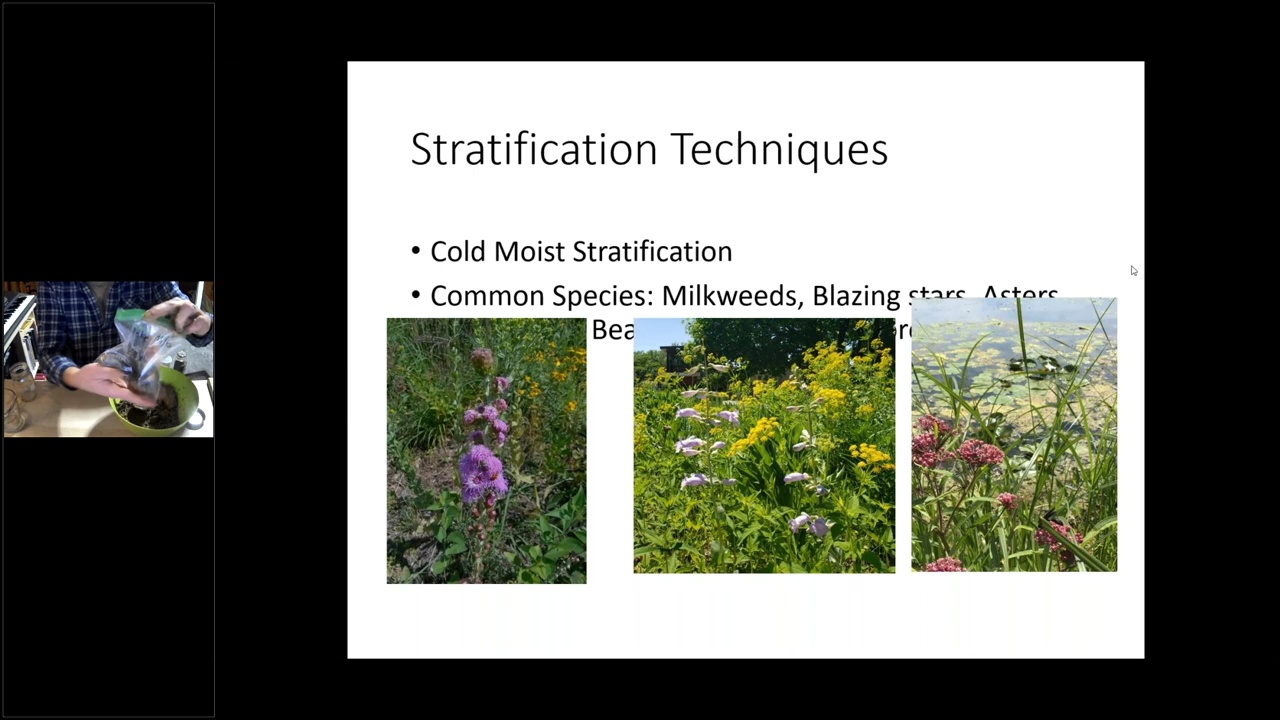 Stratification Techniques
• Cold Moist Stratification
• Common Species: Milkweeds, Blazing stars, Asters